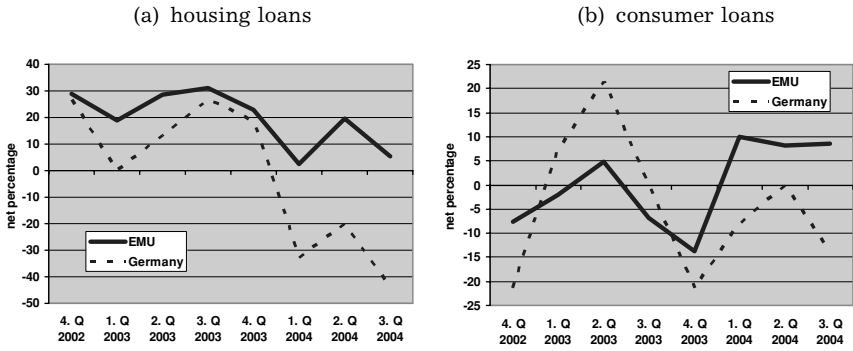 (a) housing loans
40
30
20
10
0
-10
-20
-30
-40
-50
net percentage
EMU
Germany
4. Q 1. Q 2. Q 3. Q 4. Q 1. Q 2. Q 3. Q
2002 2003 2003 2003 2003 2004 2004 2004
(b) consumer loans
25
20
15
10
5
0
-5
-10
-15
-20
-25
net percentage
EMU
Germany
4. Q 1. Q 2. Q 3. Q 4. Q 1. Q 2. Q 3. Q
2002 2003 2003 2003 2003 2004 2004 2004